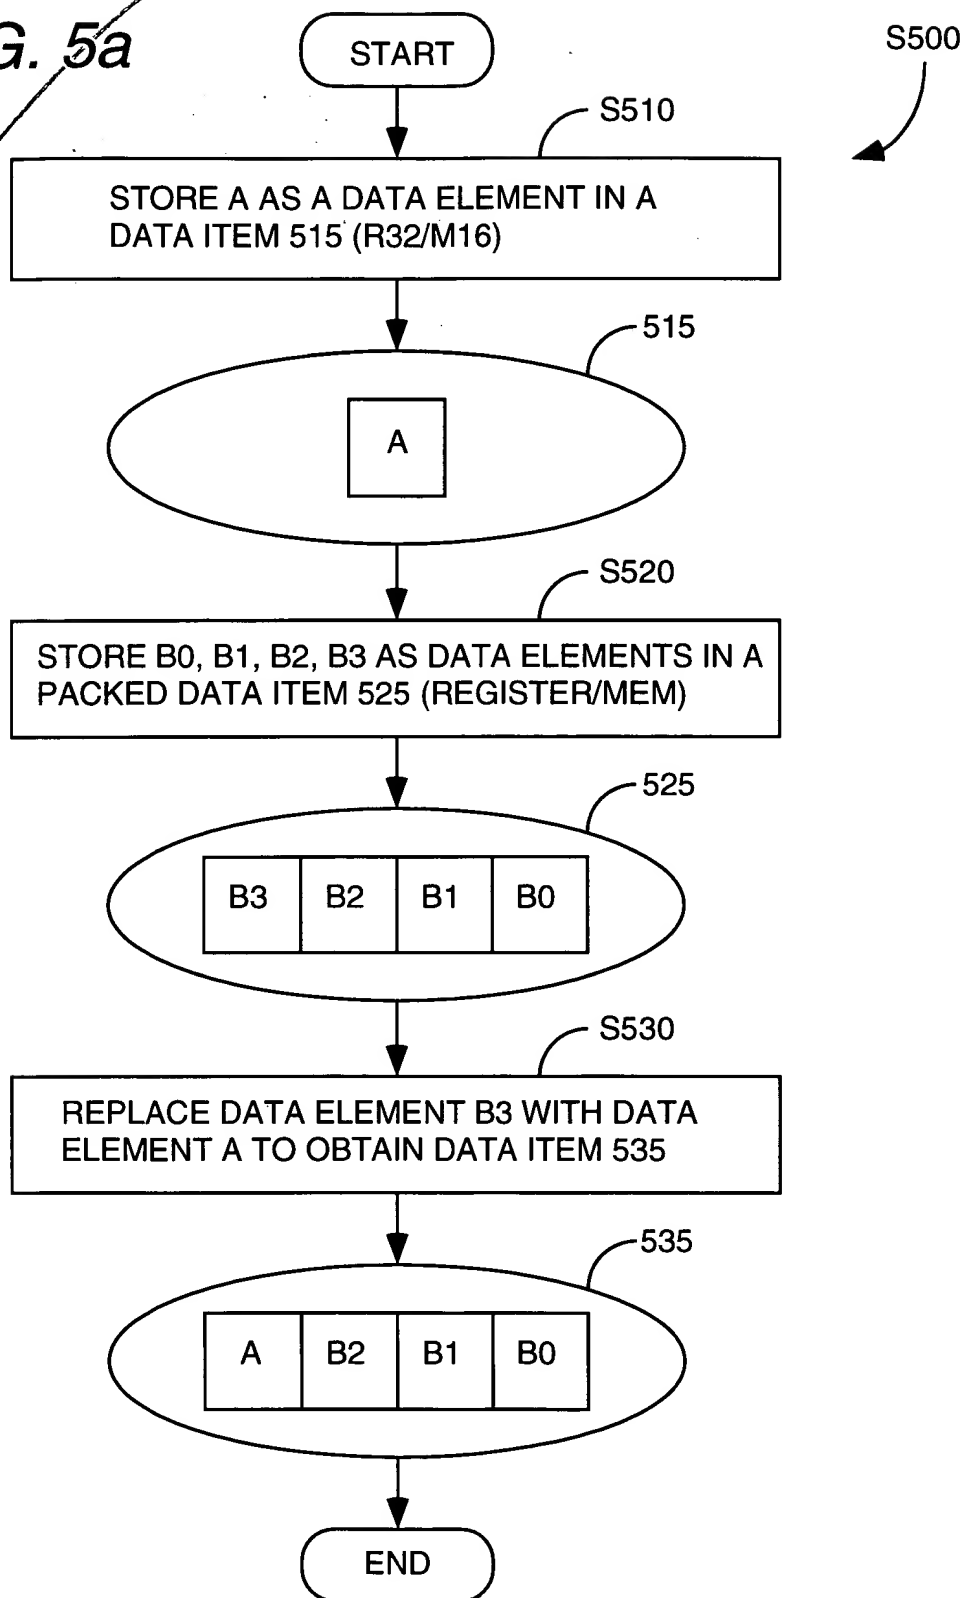 G. 5a
START
S500
S510
STORE A AS A DATA ELEMENT IN A
DATA ITEM 515 (R32/M16)
515
A
S520
STORE B0, B1, B2, B3 AS DATA ELEMENTS IN A
PACKED DATA ITEM 525 (REGISTER/MEM)
525
B3 B2 B1 B0
S530
REPLACE DATA ELEMENT B3 WITH DATA
ELEMENT A TO OBTAIN DATA ITEM 535
535
A B2 B1 B0
END